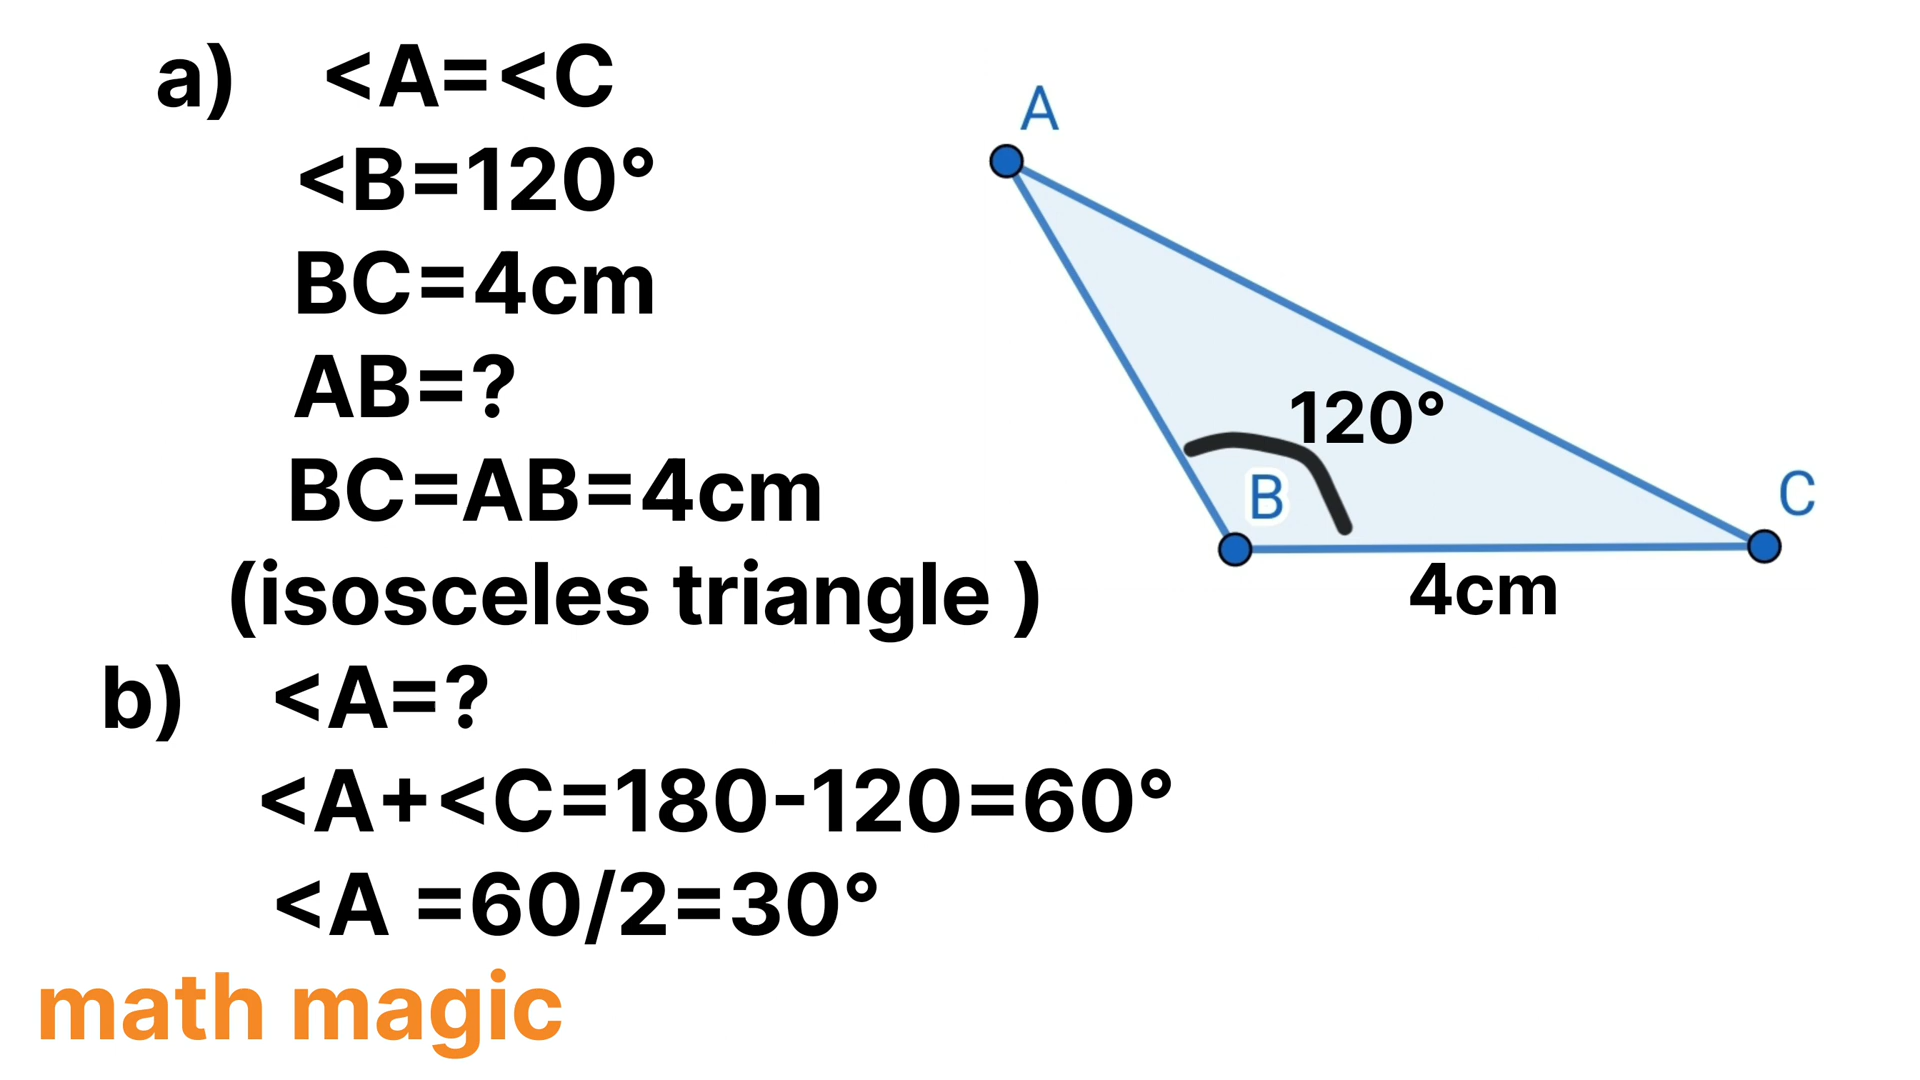 a) <A=<C
<B=120°
BC=4cm
AB=?
BC=AB=4cm
(isosceles triangle )
b) <A=?
<A+<C=180-120=60°
<A =60/2=30°
math magic
A
120°
B
C
4cm